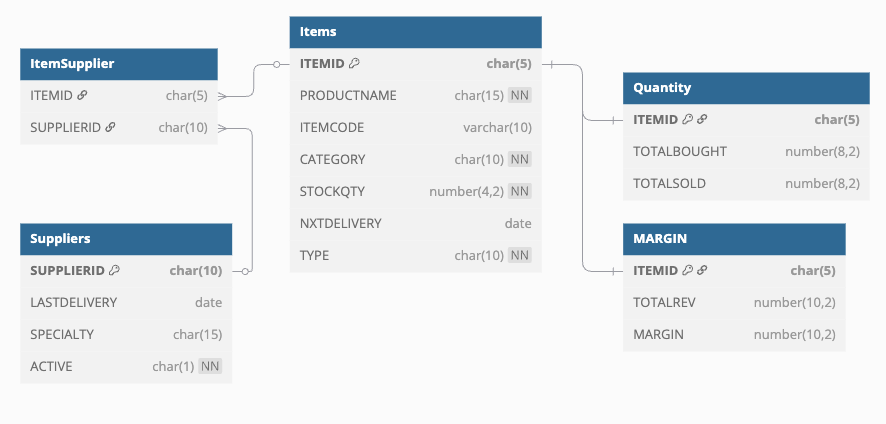 ItemSupplier
ITEMID char(5)
SUPPLIERID char(10)
Suppliers
SUPPLIERID char(10)
LASTDELIVERY date
SPECIALTY char(15)
ACTIVE char(1) NN
Items
ITEMID char(5)
PRODUCTNAME char(15) NN
ITEMCODE varchar(10)
CATEGORY char(10) NN
STOCKQTY number(4,2) NN
NXTDELIVERY date
TYPE char(10) NN
Quantity
ITEMID char(5)
TOTALBOUGHT number(8,2)
TOTALSOLD number(8,2)
MARGIN
ITEMID char(5)
TOTALREV number(10,2)
MARGIN number(10,2)